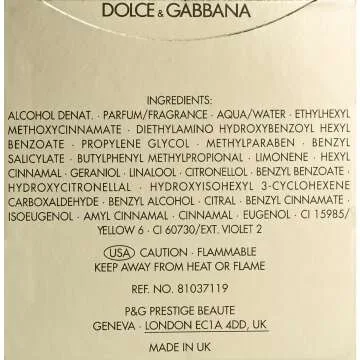 DOLCE & GABBANA
INGREDIENTS:
ALCOHOL DENAT. · PARFUM/FRAGRANCE · AQUA/WATER · ETHYLHEXYL
METHOXYCINNAMATE · DIETHYLAMINO HYDROXYBENZOYL HEXYL
BENZOATE · PROPYLENE GLYCOL · METHYLPARABEN · BENZYL
SALICYLATE · BUTYLPHENYL METHYLPROPIONAL · LIMONENE · HEXYL
CINNAMAL · GERANIOL · LINALOOL · CITRONELLOL · BENZYL BENZOATE ·
HYDROXYCITRONELLAL · HYDROXYISOHEXYL 3-CYCLOHEXENE
CARBOXALDEHYDE · BENZYL ALCOHOL · CITRAL · BENZYL CINNAMATE ·
ISOEUGENOL · AMYL CINNAMAL · CINNAMAL · EUGENOL · CI 15985/
YELLOW 6 · CI 60730/EXT. VIOLET 2
USA CAUTION · FLAMMABLE
KEEP AWAY FROM HEAT OR FLAME
REF. NO. 81037119
P&G PRESTIGE BEAUTE
GENEVA · LONDON EC1A 4DD, UK
MADE IN UK